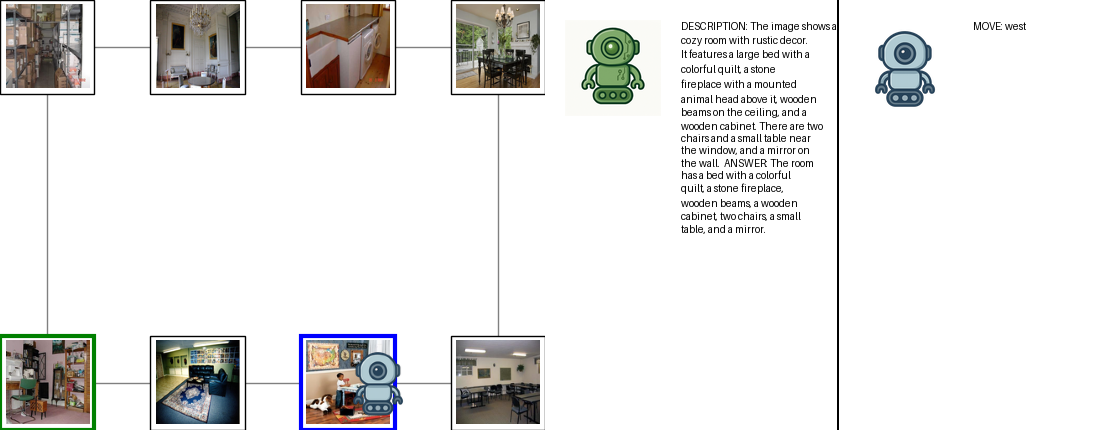 DESCRIPTION: The image shows a
cozy room with rustic decor.
It features a large bed with a
colorful quilt, a stone
fireplace with a mounted
animal head above it, wooden
beams on the ceiling, and a
wooden cabinet. There are two
chairs and a small table near
the window, and a mirror on
the wall. ANSWER: The room
has a bed with a colorful
quilt, a stone fireplace,
wooden beams, a wooden
cabinet, two chairs, a small
table, and a mirror.
MOVE: west